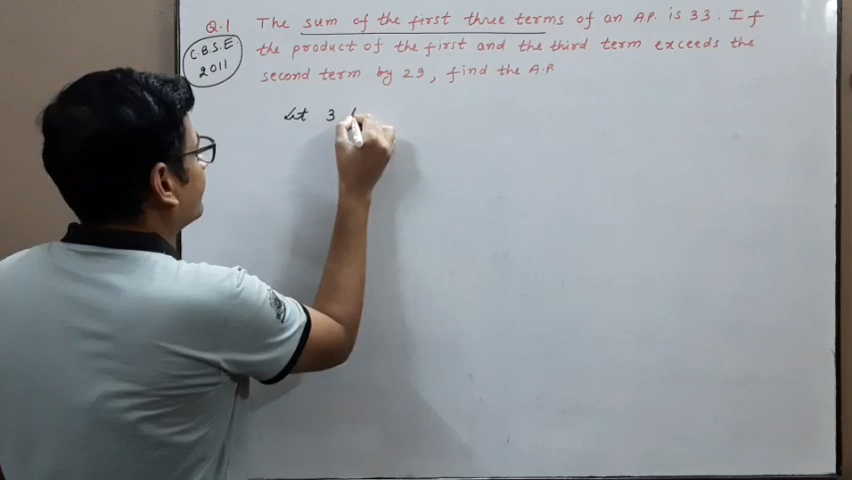 Q.1 The sum of the first three terms of an A.P. is 33. If
the product of the first and the third term exceeds the
second term by 29, find the A.P
C.B.S.E.
2011
Let 3